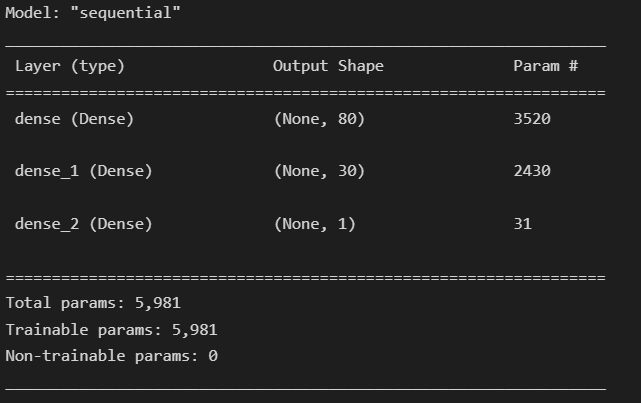 Model: "sequential"
Layer (type) Output Shape Param #
=================================================================
dense (Dense) (None, 80) 3520
dense_1 (Dense) (None, 30) 2430
dense_2 (Dense) (None, 1) 31
=================================================================
Total params: 5,981
Trainable params: 5,981
Non-trainable params: 0